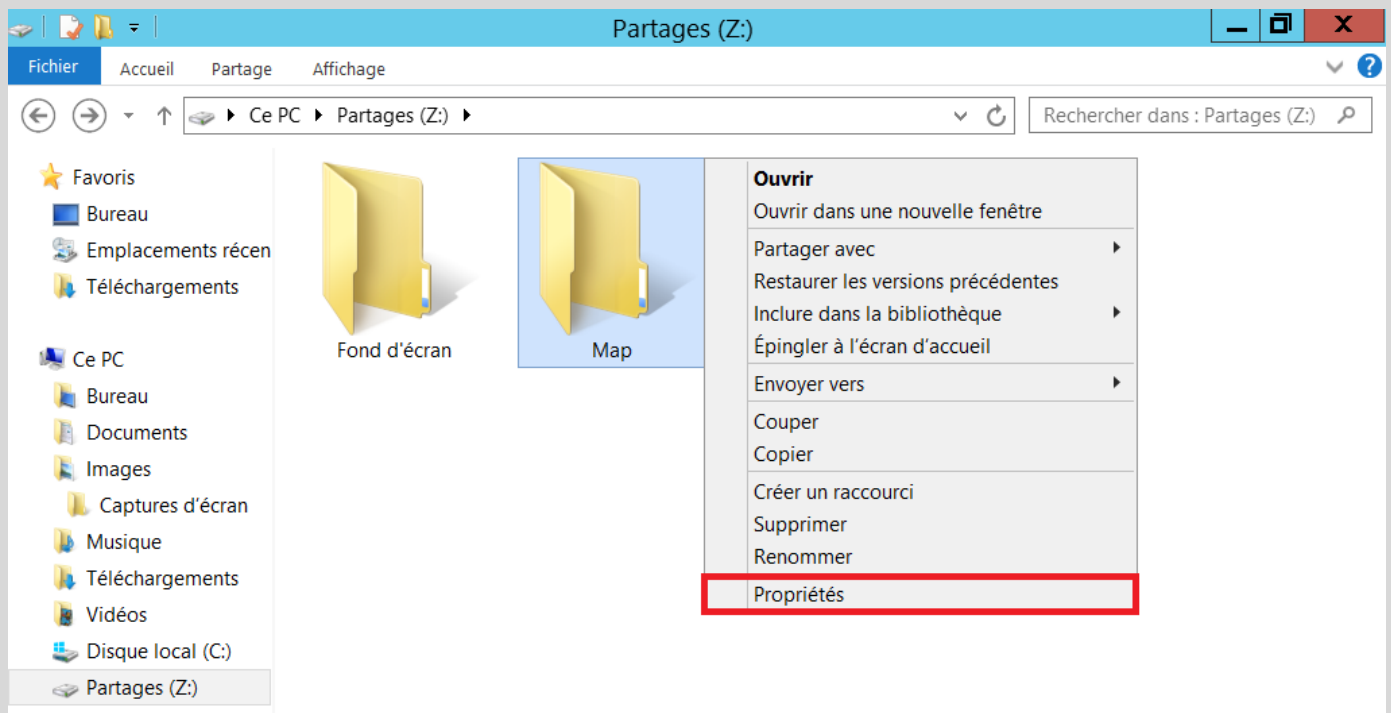 Partages (Z:)
X
Fichier Accueil Partage Affichage
?
Ce PC Partages (Z:)
Rechercher dans : Partages (Z:)
Favoris
Bureau
Emplacements récen
Téléchargements
Ce PC
Bureau
Documents
Images
Captures d’écran
Musique
Téléchargements
Vidéos
Disque local (C:)
Partages (Z:)
Fond d'écran
Map
Ouvrir
Ouvrir dans une nouvelle fenêtre
Partager avec
Restaurer les versions précédentes
Inclure dans la bibliothèque
Épingler à l’écran d’accueil
Envoyer vers
Couper
Copier
Créer un raccourci
Supprimer
Renommer
Propriétés